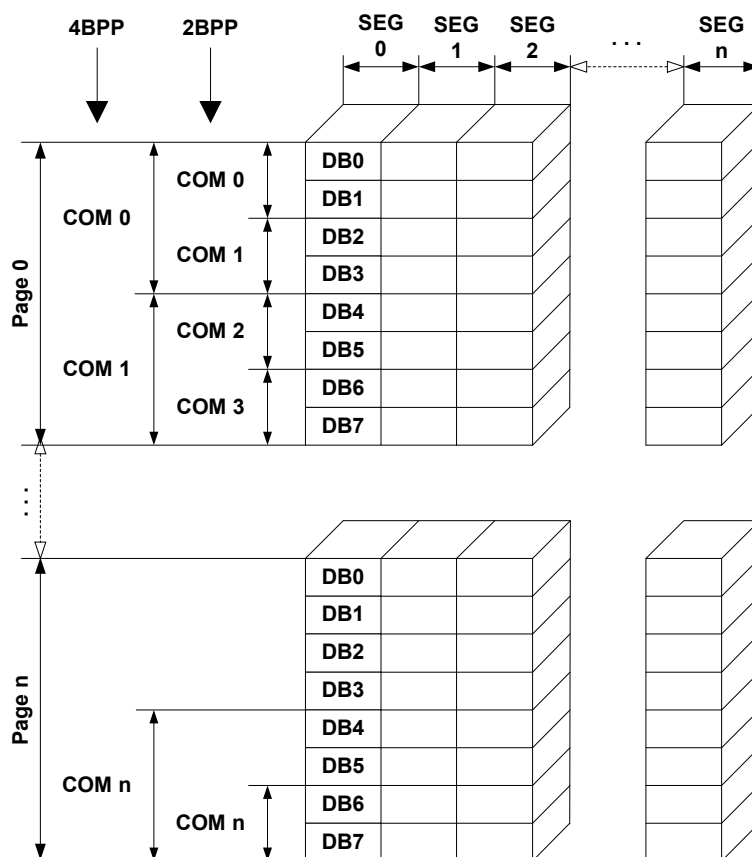 4BPP 2BPP SEG 0 SEG 1 SEG 2 . . . SEG n
Page 0
COM 0
COM 1
COM 0
COM 1
COM 2
COM 3
DB0
DB1
DB2
DB3
DB4
DB5
DB6
DB7
. . .
Page n
COM n
COM n
DB0
DB1
DB2
DB3
DB4
DB5
DB6
DB7